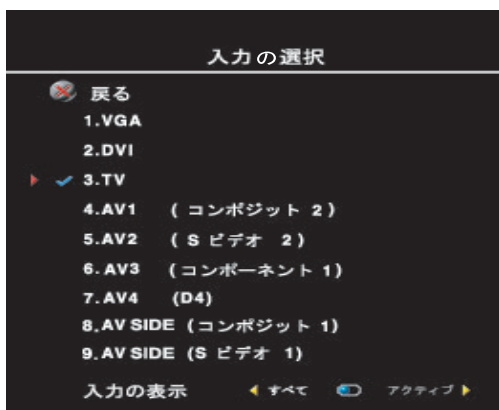 入力の選択
戻る
1.VGA
2.DVI
3.TV
4.AV1 (コンポジット 2)
5.AV2 (S ビデオ 2)
6.AV3 (コンポーネント 1)
7.AV4 (D4)
8.AV SIDE (コンポジット 1)
9.AV SIDE (S ビデオ 1)
入力の表示 すべて アクティブ